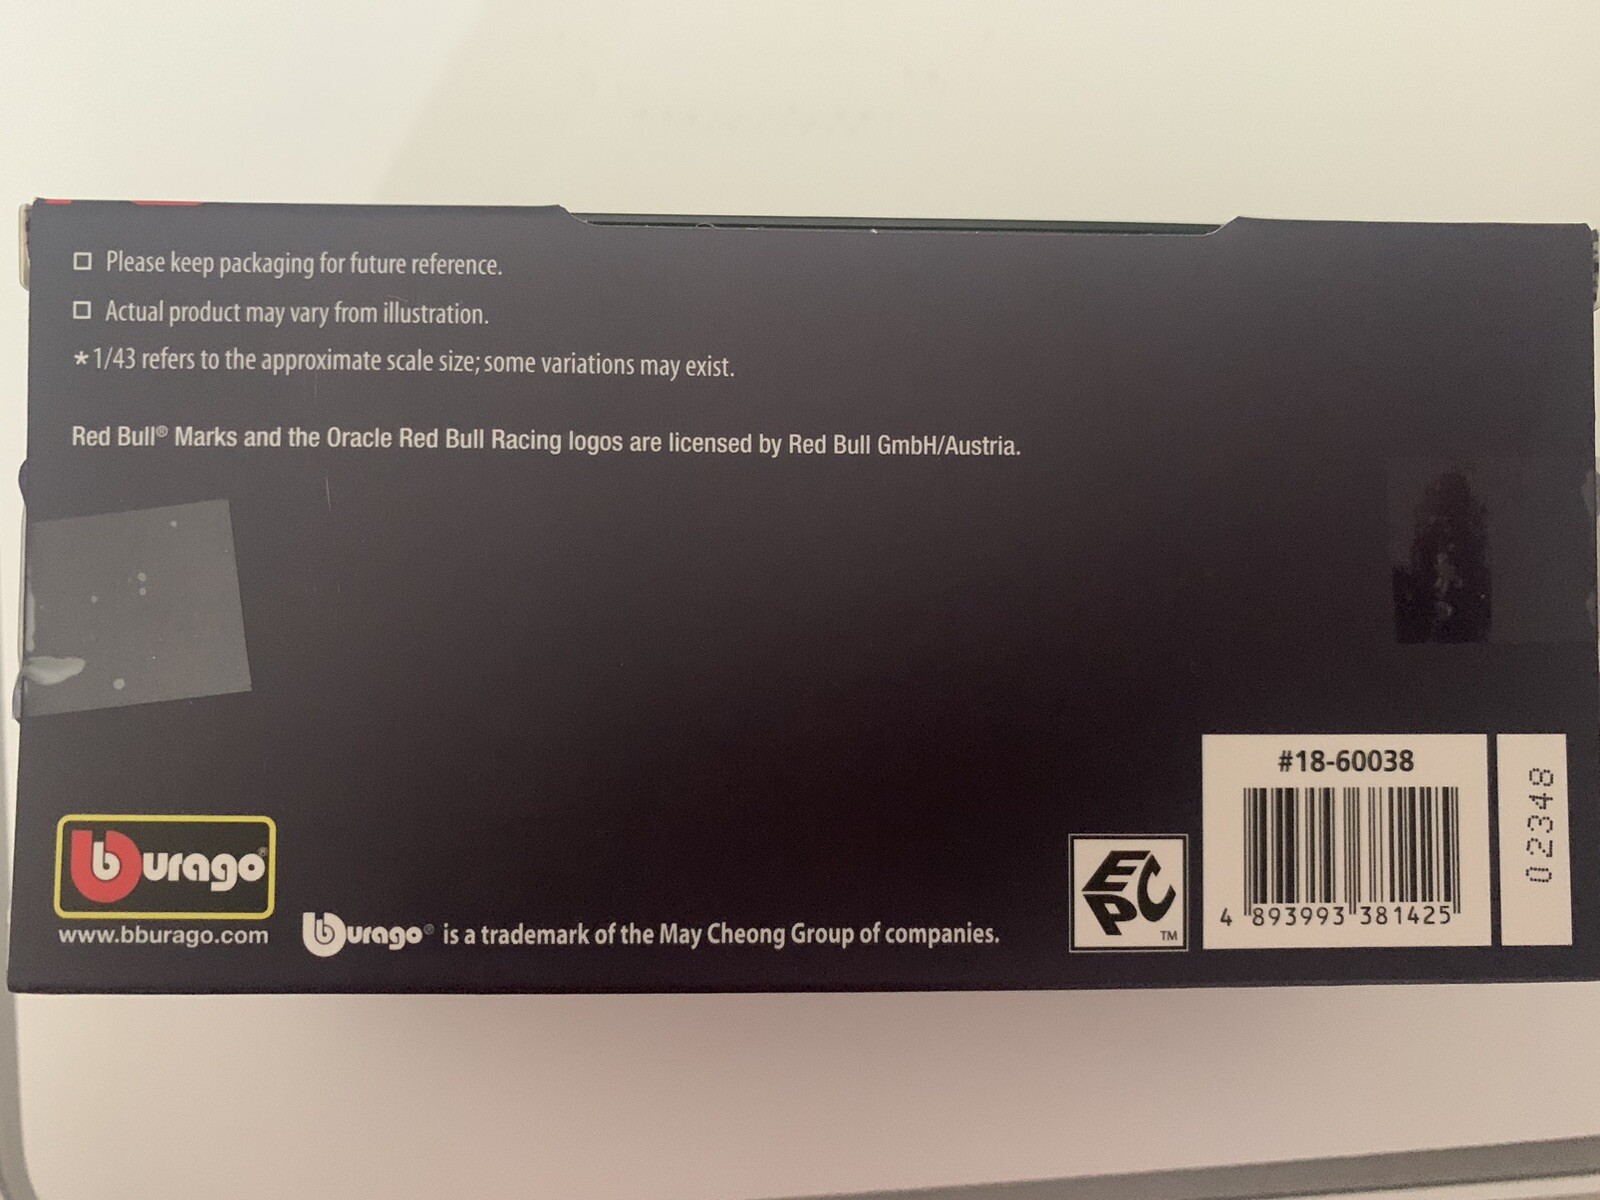 Please keep packaging for future reference.
Actual product may vary from illustration.
*1/43 refers to the approximate scale size; some variations may exist.
Red Bull® Marks and the Oracle Red Bull Racing logos are licensed by Red Bull GmbH/Austria.
burago®
www.bburago.com
burago® is a trademark of the May Cheong Group of companies.
EPC
TM
#18-60038
4 893993 381425
02348